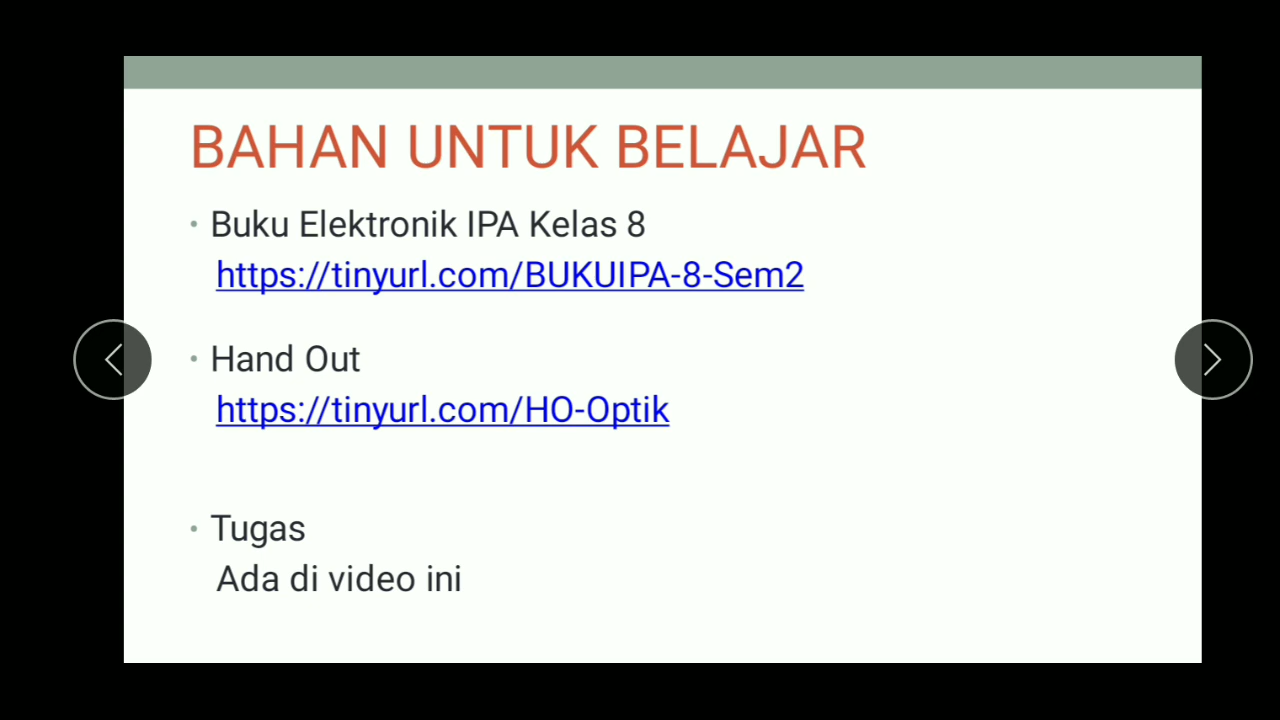 BAHAN UNTUK BELAJAR
• Buku Elektronik IPA Kelas 8
https://tinyurl.com/BUKUIPA-8-Sem2
• Hand Out
https://tinyurl.com/HO-Optik
• Tugas
Ada di video ini